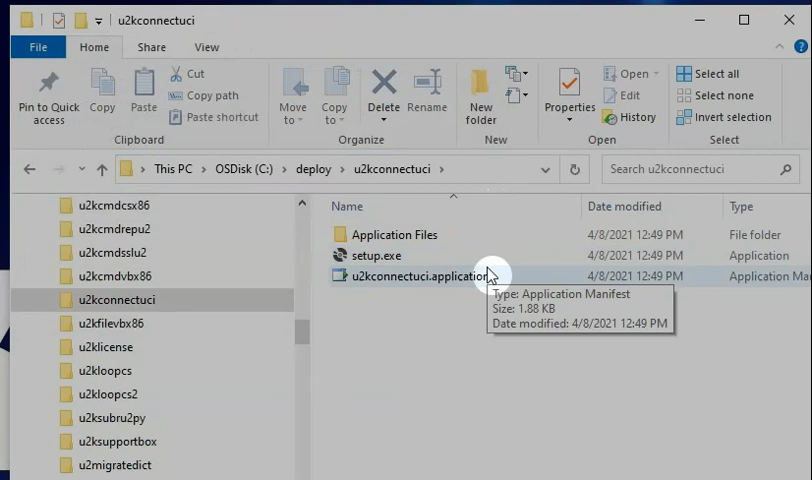 u2kconnectuci
File Home Share View
Pin to Quick access
Copy
Paste
Cut
Copy path
Paste shortcut
Move to
Copy to
Delete
Rename
New folder
Properties
Open
Edit
History
Select all
Select none
Invert selection
Clipboard Organize New Open Select
This PC > OSDisk (C:) > deploy > u2kconnectuci >
Search u2kconnectuci
u2kcmdcsx86
u2kcmdrepu2
u2kcmdsslu2
u2kcmdvbx86
u2kconnectuci
u2kfilevbx86
u2klicense
u2kloopcs
u2kloopcs2
u2ksubru2py
u2ksupportbox
u2migratedict
Name Date modified Type
Application Files 4/8/2021 12:49 PM File folder
setup.exe 4/8/2021 12:49 PM Application
u2kconnectuci.application 4/8/2021 12:49 PM Application Ma
Type: Application Manifest
Size: 1.88 KB
Date modified: 4/8/2021 12:49 PM